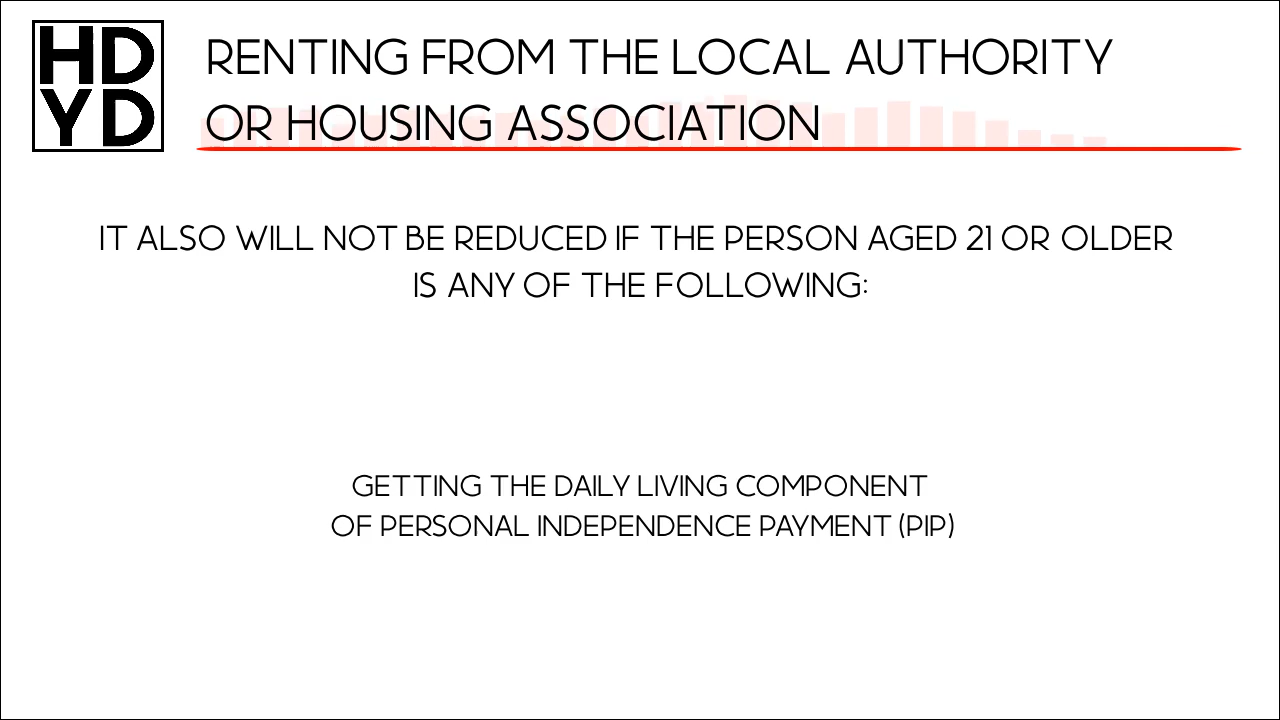 HD
YD
RENTING FROM THE LOCAL AUTHORITY
OR HOUSING ASSOCIATION
IT ALSO WILL NOT BE REDUCED IF THE PERSON AGED 21 OR OLDER
IS ANY OF THE FOLLOWING:
GETTING THE DAILY LIVING COMPONENT
OF PERSONAL INDEPENDENCE PAYMENT (PIP)